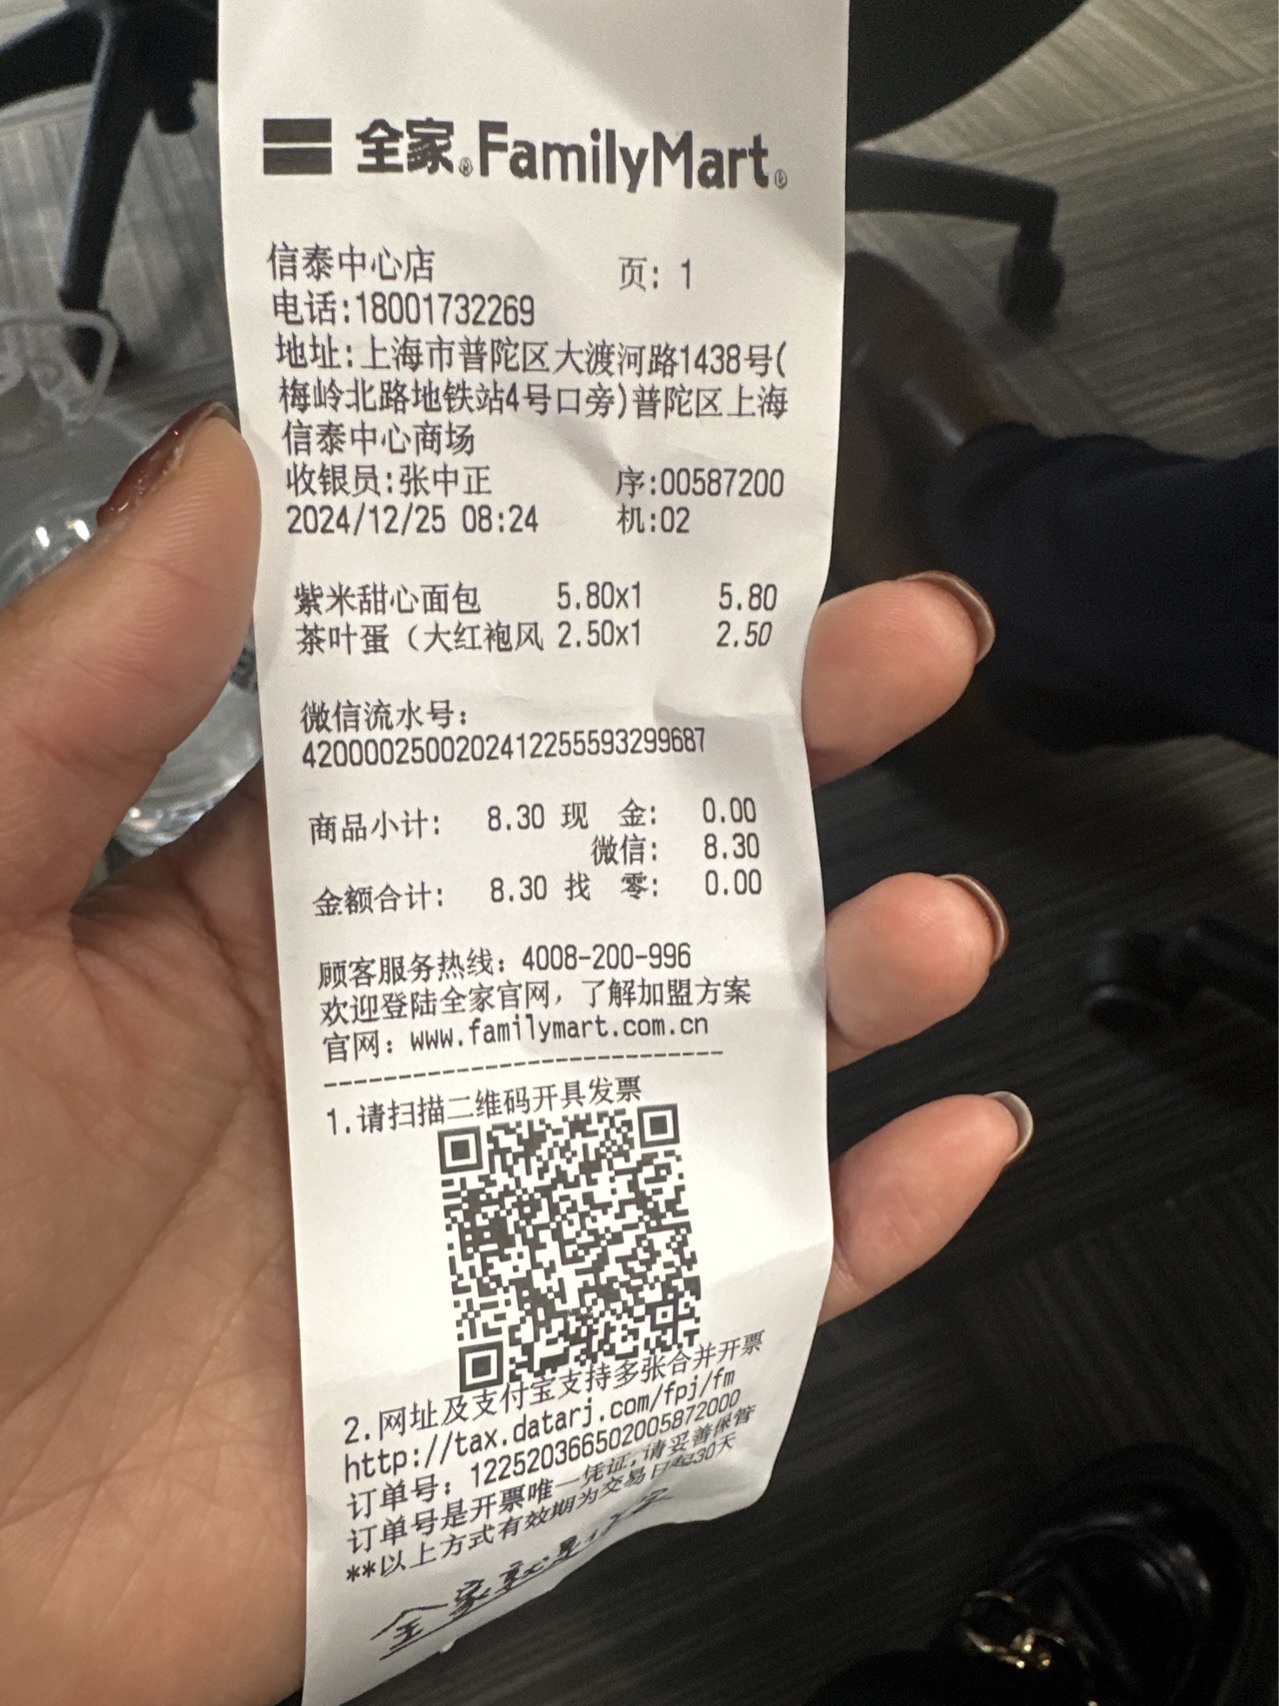 全家®FamilyMart®
信泰中心店 页: 1
电话:18001732269
地址:上海市普陀区大渡河路1438号(
梅岭北路地铁站4号口旁)普陀区上海
信泰中心商场
收银员:张中正 序:00587200
2024/12/25 08:24 机:02
紫米甜心面包 5.80x1 5.80
茶叶蛋（大红袍风 2.50x1 2.50
微信流水号:
4200002500202412255593299687
商品小计: 8.30 现 金: 0.00
微信: 8.30
金额合计: 8.30 找 零: 0.00
顾客服务热线: 4008-200-996
欢迎登陆全家官网, 了解加盟方案
官网: www.familymart.com.cn
--------------------------
1.请扫描二维码开具发票
2.网址及支付宝支持多张合并开票
http://tax.datarj.com/fpj/fm
订单号: 122520366502005872000
订单号是开票唯一凭证,请妥善保管
**以上方式有效期为交易日起30天
全家就是你家